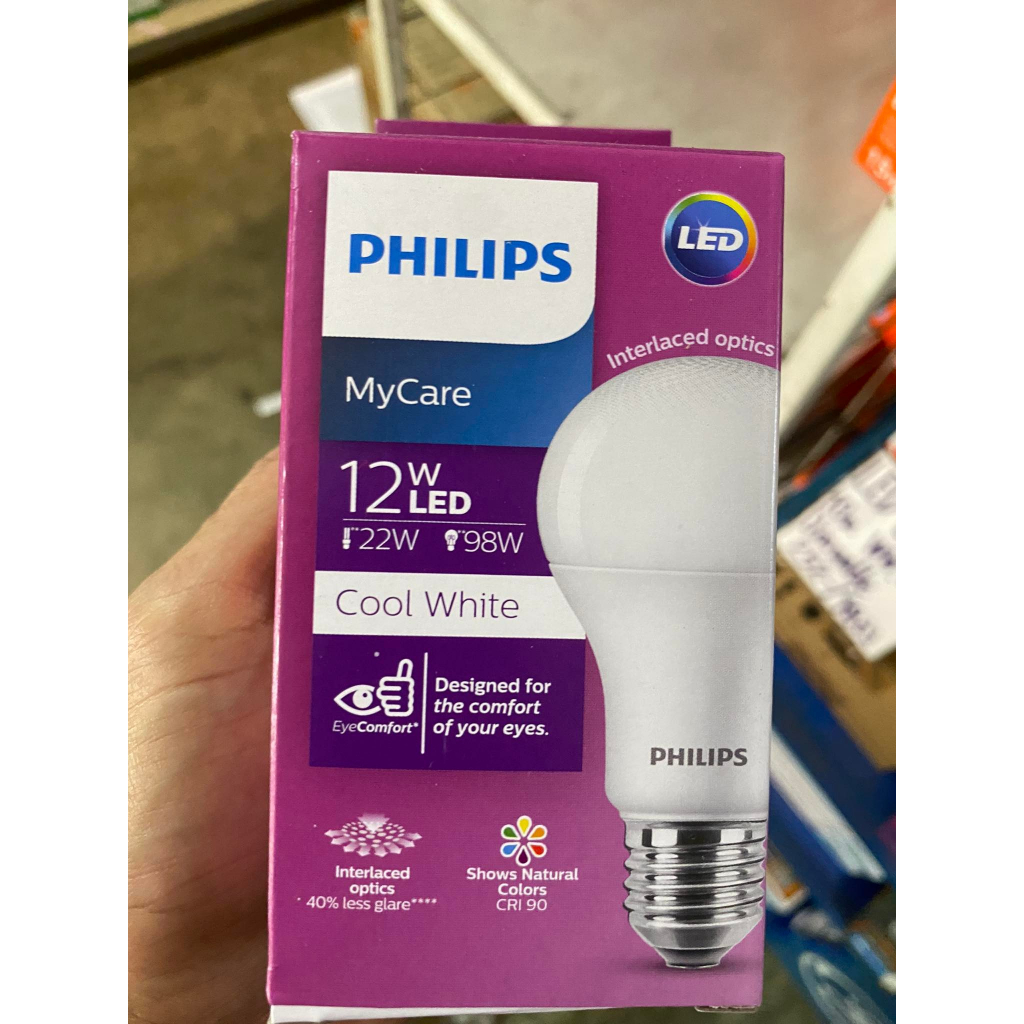 PHILIPS
LED
Interlaced optics
MyCare
12W
LED
**22W **98W
Cool White
EyeComfort*
Designed for
the comfort
of your eyes.
PHILIPS
Interlaced
optics
40% less glare****
Shows Natural
Colors
CRI 90